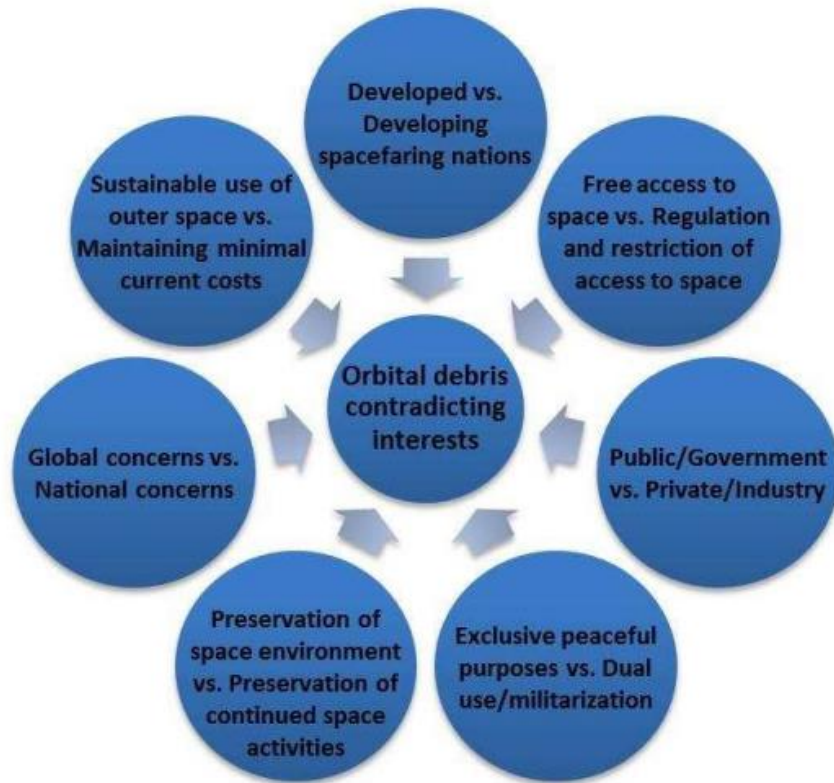 Developed vs.
Developing
spacefaring nations
Sustainable use of
outer space vs.
Maintaining minimal
current costs
Free access to
space vs. Regulation
and restriction of
access to space
Orbital debris
contradicting
interests
Global concerns vs.
National concerns
Public/Government
vs. Private/Industry
Preservation of
space environment
vs. Preservation of
continued space
activities
Exclusive peaceful
purposes vs. Dual
use/militarization